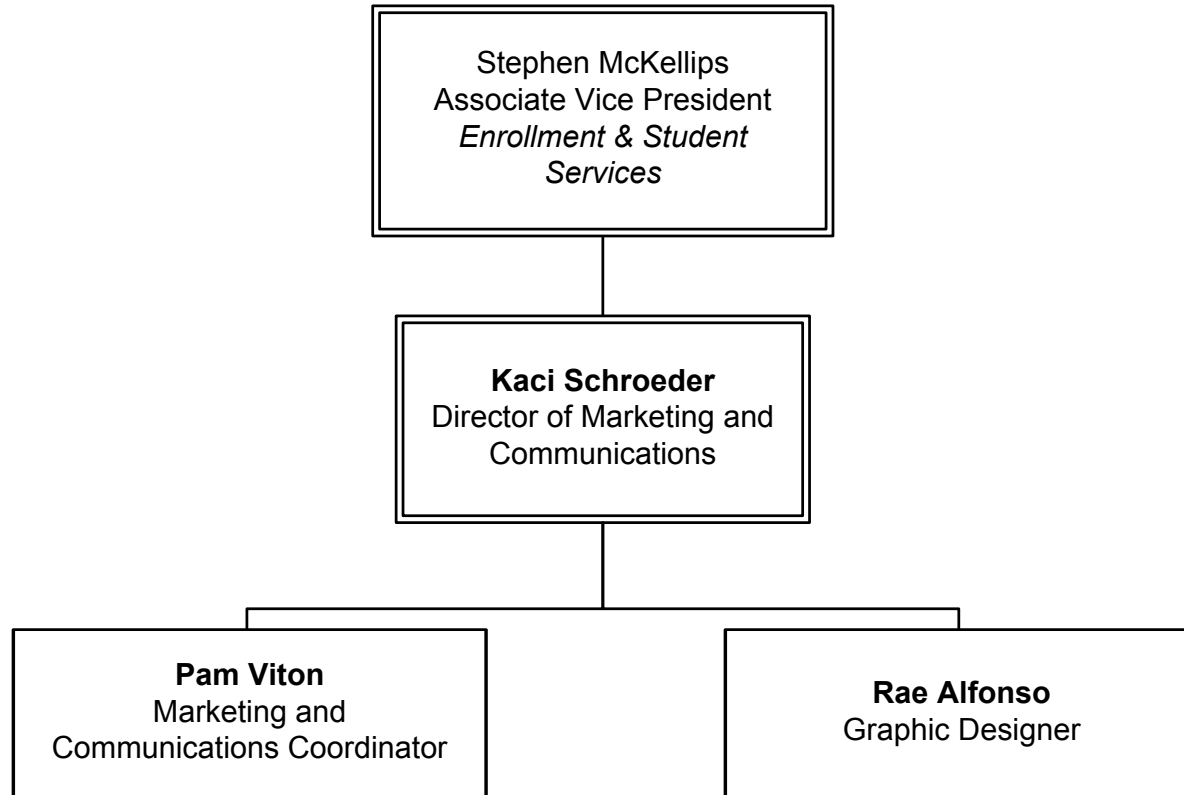 Stephen McKellips
Associate Vice President
Enrollment & Student
Services
Kaci Schroeder
Director of Marketing and
Communications
Pam Viton
Marketing and
Communications Coordinator
Rae Alfonso
Graphic Designer